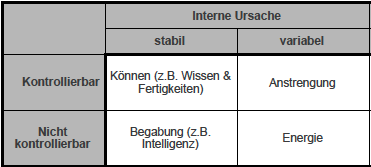 Interne Ursache
stabil variabel
Kontrollierbar Können (z.B. Wissen & Anstrengung
Fertigkeiten)
Nicht Begabung (z.B. Energie
kontrollierbar Intelligenz)